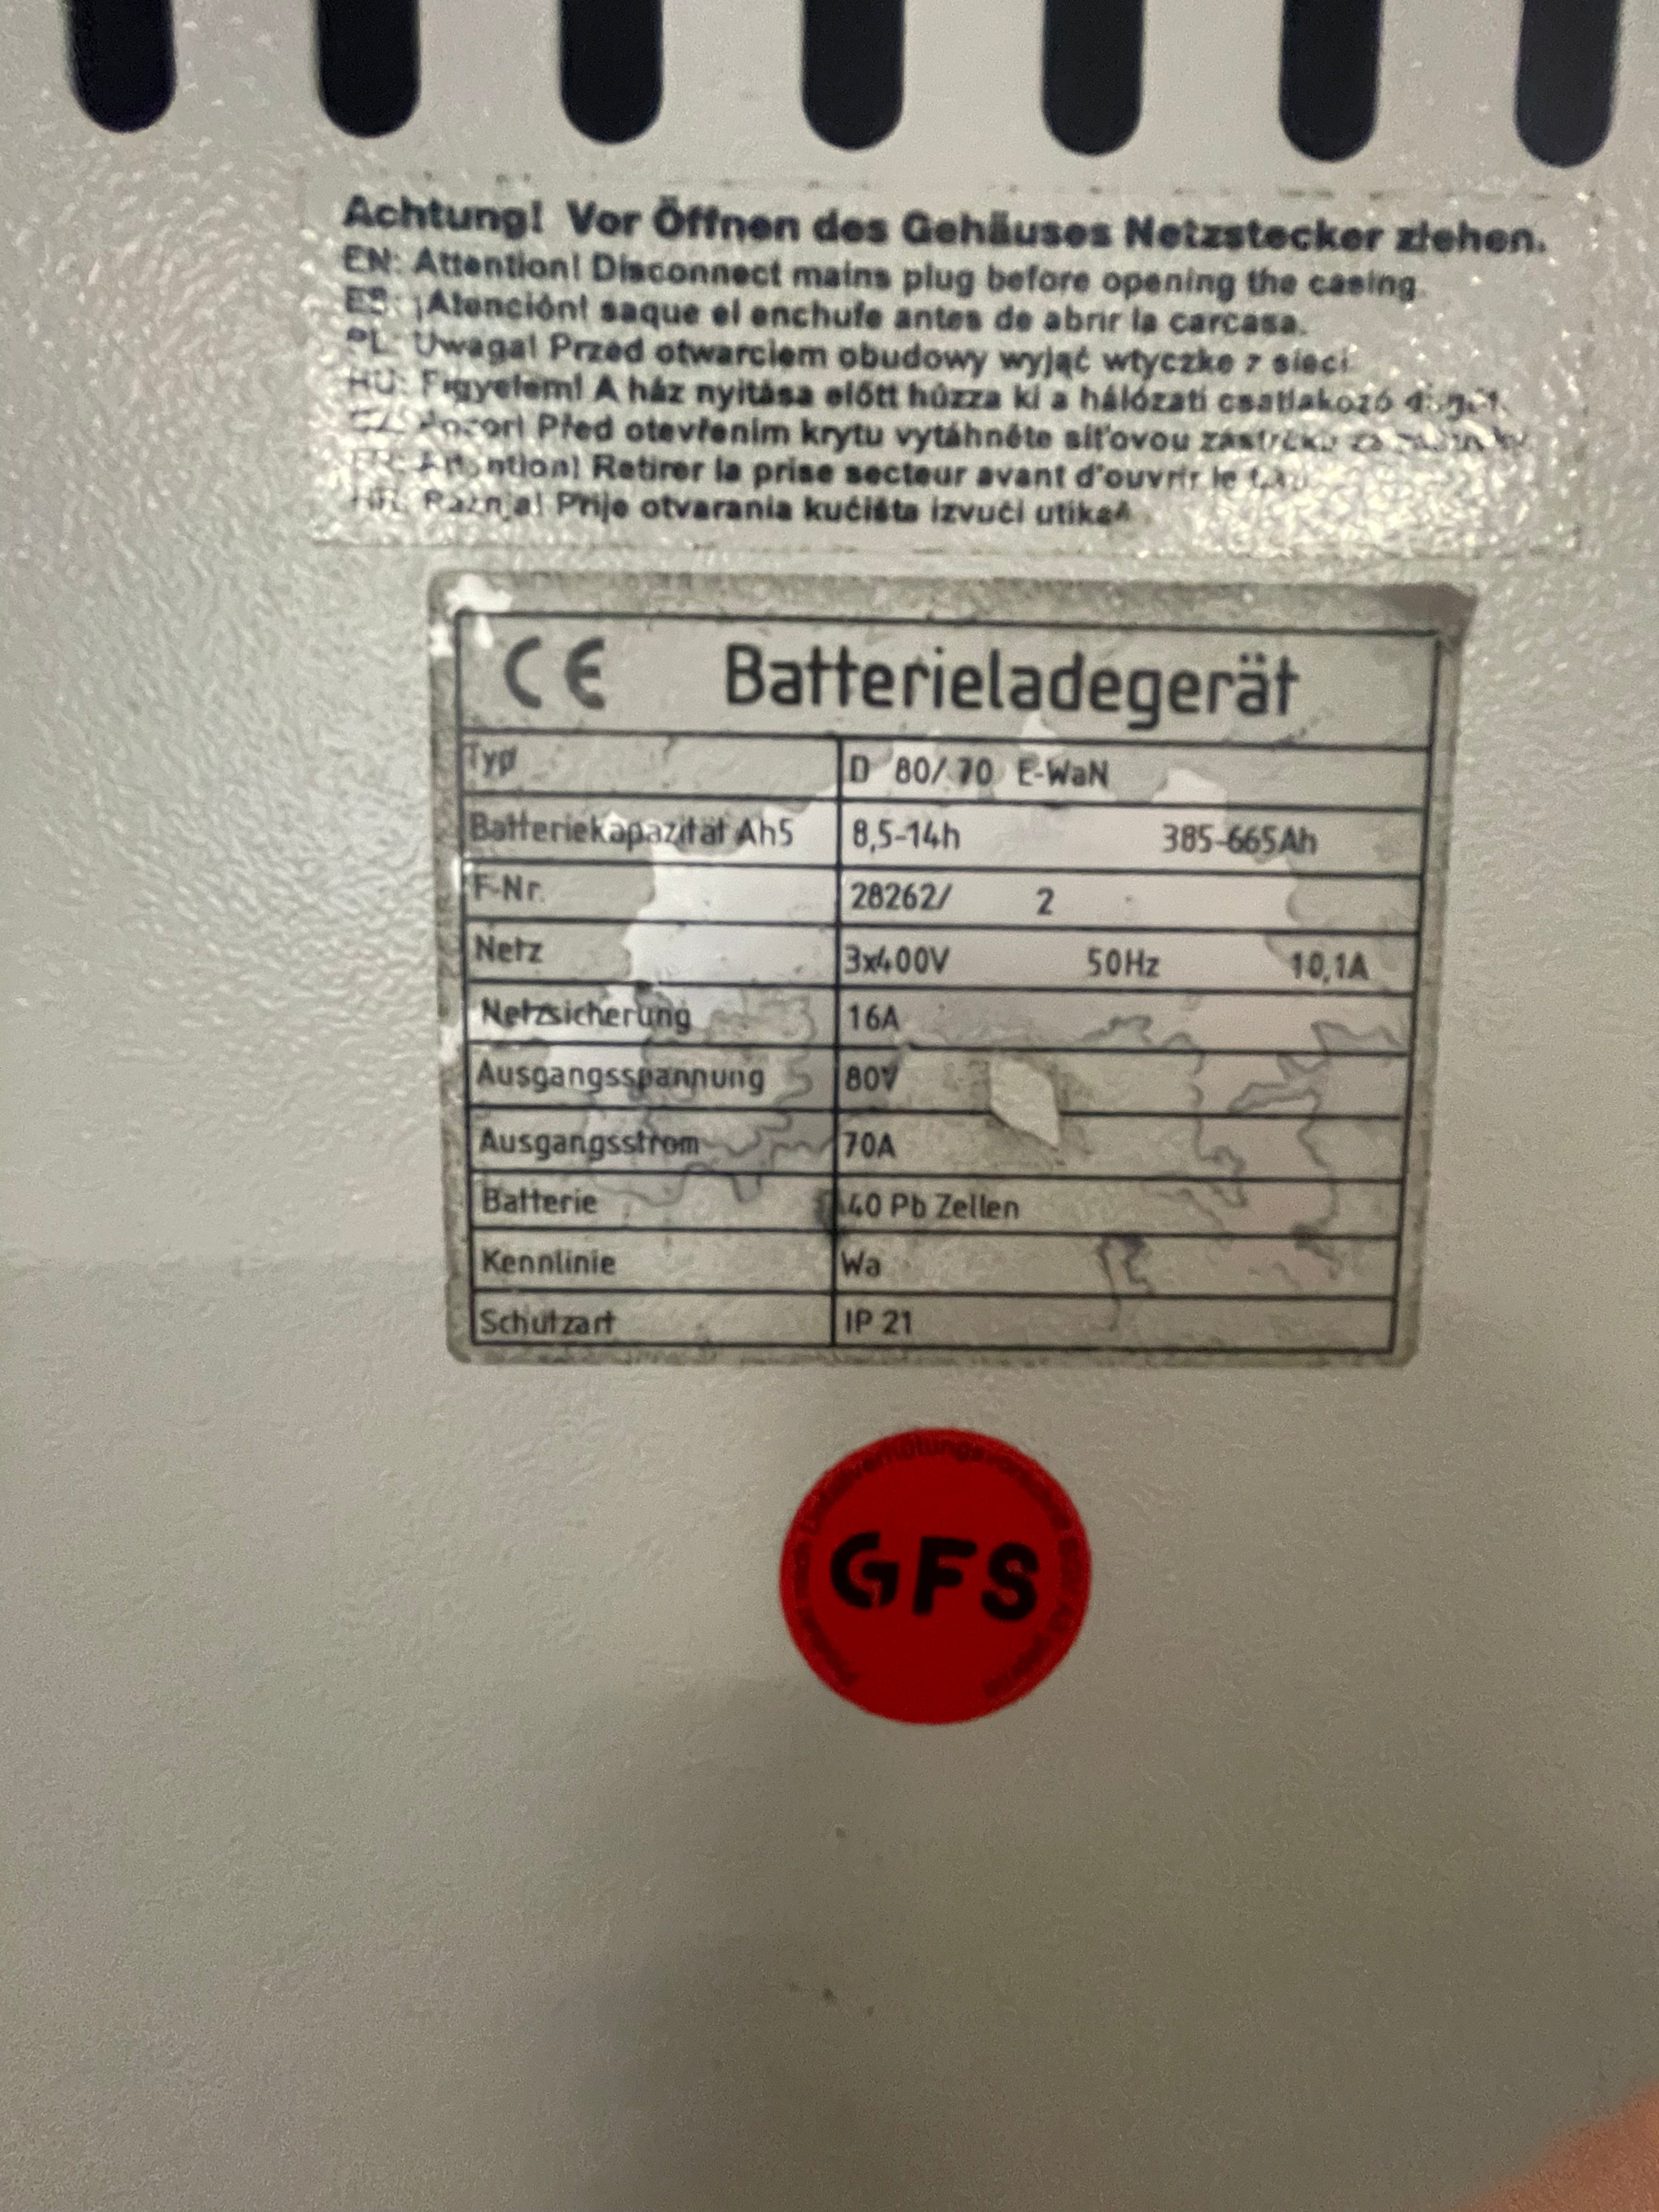 Achtung! Vor Öffnen des Gehäuses Netzstecker ziehen.
EN: Attention! Disconnect mains plug before opening the casing.
ES: ¡Atención! saque el enchufe antes de abrir la carcasa.
PL: Uwaga! Przed otwarciem obudowy wyjąć wtyczke z sieci.
HU: Figyelem! A ház nyitása előtt húzza ki a hálózati csatlakozó
CZ: Pozor! Před otevřením krytu vytáhněte síťovou zástrčku
FR: Attention! Retirer la prise secteur avant d'ouvrir le
HR: Pažnja! Prije otvarania kućišta izvući utikač
CE Batterieladegerät
Typ D 80/70 E-WaN
Batteriekapazität Ah5 8,5-14h 385-665Ah
F-Nr. 28262/ 2
Netz 3x400V 50Hz 10,1A
Netzsicherung 16A
Ausgangsspannung 80V
Ausgangsstrom 70A
Batterie 40 Pb Zellen
Kennlinie Wa
Schutzart IP 21
GFS